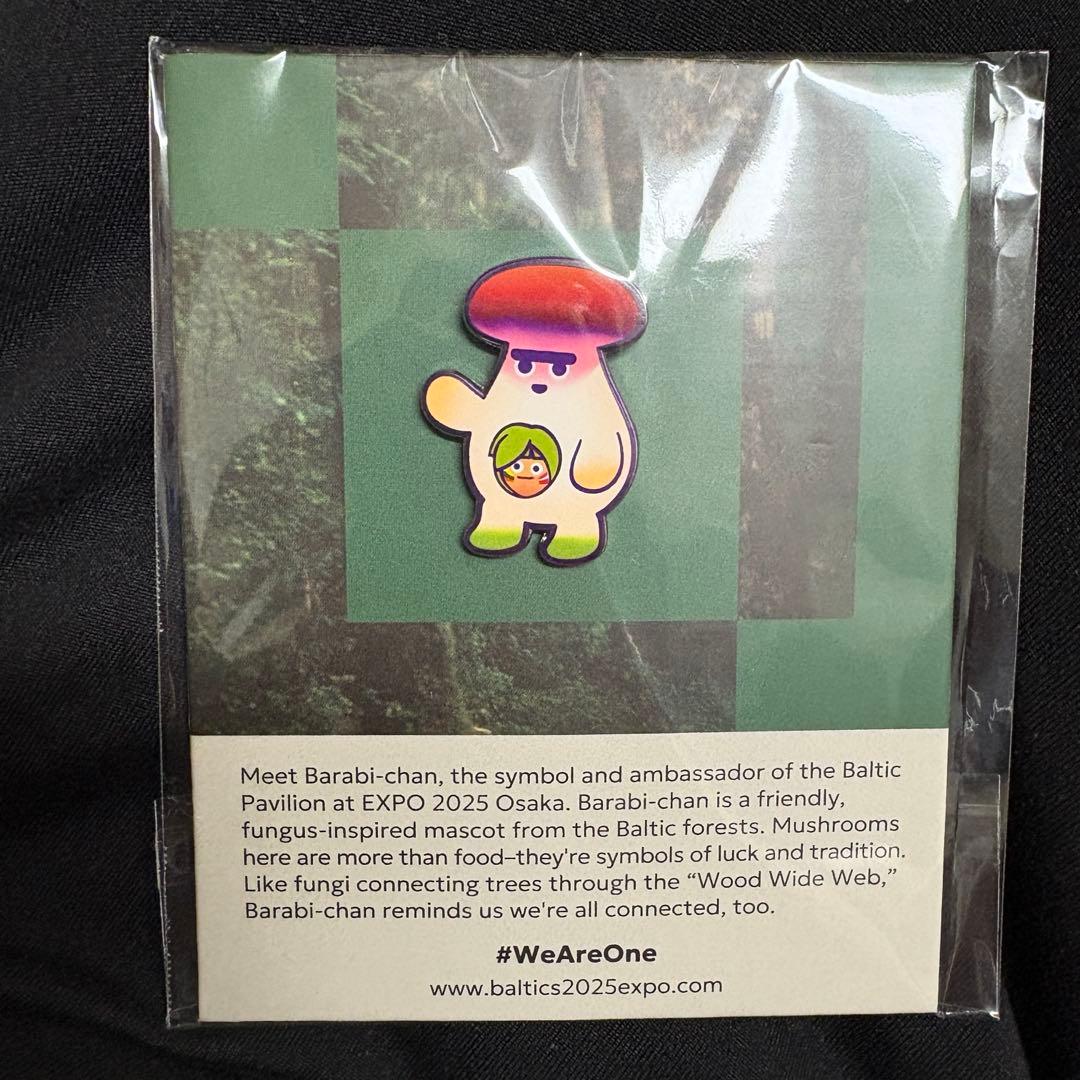 Meet Barabi-chan, the symbol and ambassador of the Baltic
Pavilion at EXPO 2025 Osaka. Barabi-chan is a friendly,
fungus-inspired mascot from the Baltic forests. Mushrooms
here are more than food–they're symbols of luck and tradition.
Like fungi connecting trees through the “Wood Wide Web,”
Barabi-chan reminds us we're all connected, too.
#WeAreOne
www.baltics2025expo.com